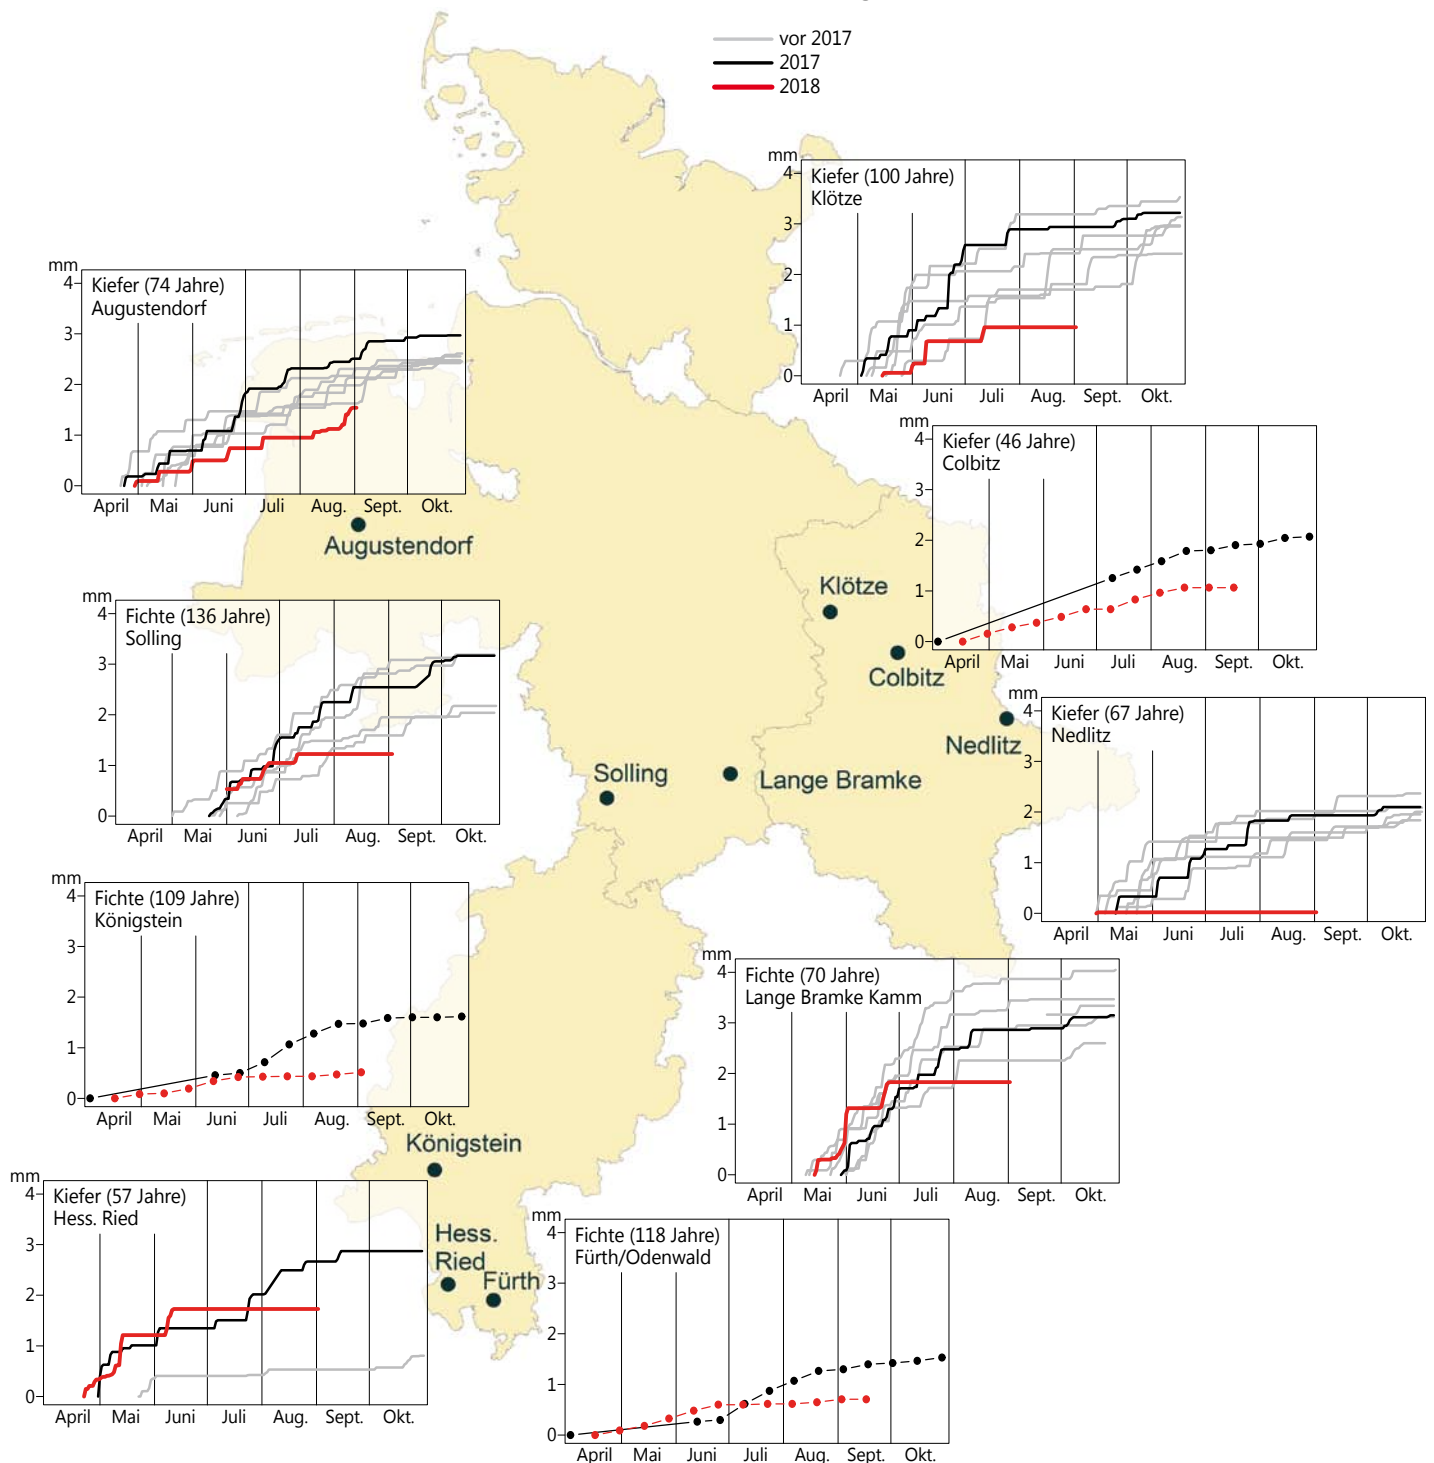 vor 2017
2017
2018
mm
Kiefer (100 Jahre)
Klötze
4
3
2
1
0
April Mai Juni Juli Aug. Sept. Okt.
mm
Kiefer (74 Jahre)
Augustendorf
4
3
2
1
0
April Mai Juni Juli Aug. Sept. Okt.
mm
Kiefer (46 Jahre)
Colbitz
4
3
2
1
0
April Mai Juni Juli Aug. Sept. Okt.
Augustendorf
Klötze
Colbitz
Nedlitz
Solling
Lange Bramke
mm
Fichte (136 Jahre)
Solling
4
3
2
1
0
April Mai Juni Juli Aug. Sept. Okt.
mm
Kiefer (67 Jahre)
Nedlitz
4
3
2
1
0
April Mai Juni Juli Aug. Sept. Okt.
mm
Fichte (109 Jahre)
Königstein
4
3
2
1
0
April Mai Juni Juli Aug. Sept. Okt.
mm
Fichte (70 Jahre)
Lange Bramke Kamm
4
3
2
1
0
April Mai Juni Juli Aug. Sept. Okt.
Königstein
Hess.
Ried
Fürth
mm
Kiefer (57 Jahre)
Hess. Ried
4
3
2
1
0
April Mai Juni Juli Aug. Sept. Okt.
mm
Fichte (118 Jahre)
Fürth/Odenwald
4
3
2
1
0
April Mai Juni Juli Aug. Sept. Okt.